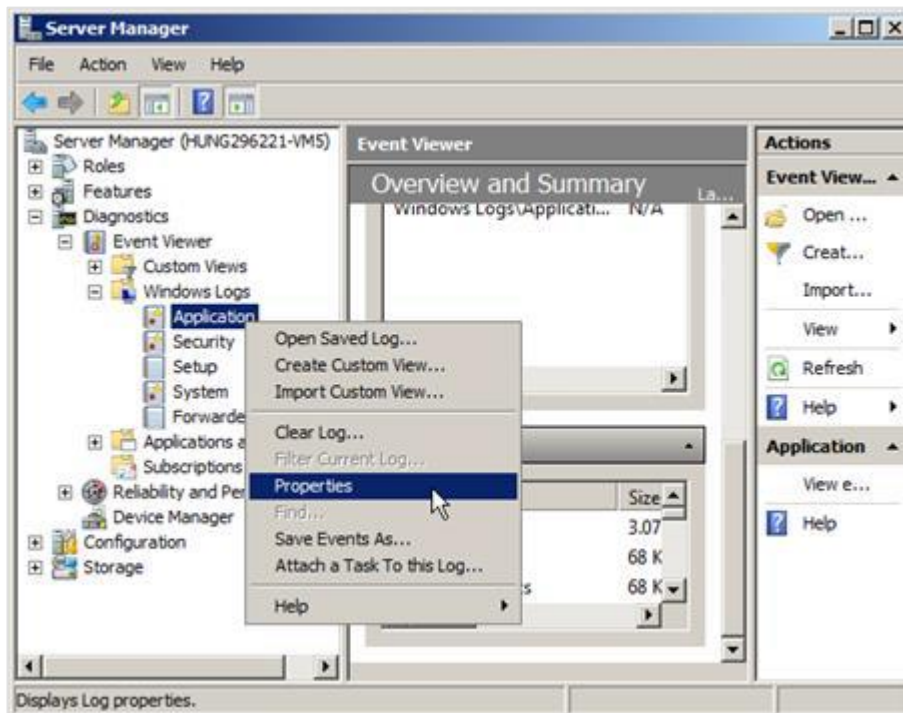 Server Manager
File Action View Help
Server Manager (HUNG296221-VM5)
Roles
Features
Diagnostics
Event Viewer
Custom Views
Windows Logs
Application
Security
Setup
System
Forwarde
Applications a
Subscriptions
Reliability and Per
Device Manager
Configuration
Storage
Event Viewer
Overview and Summary
La...
Windows Logs\Applicati... N/A
Open Saved Log...
Create Custom View...
Import Custom View...
Clear Log...
Filter Current Log...
Properties
Find...
Save Events As...
Attach a Task To this Log...
Help
Size
3.07
68 K
s 68 K
Actions
Event View...
Open ...
Creat...
Import...
View
Refresh
Help
Application
View e...
Help
Displays Log properties.